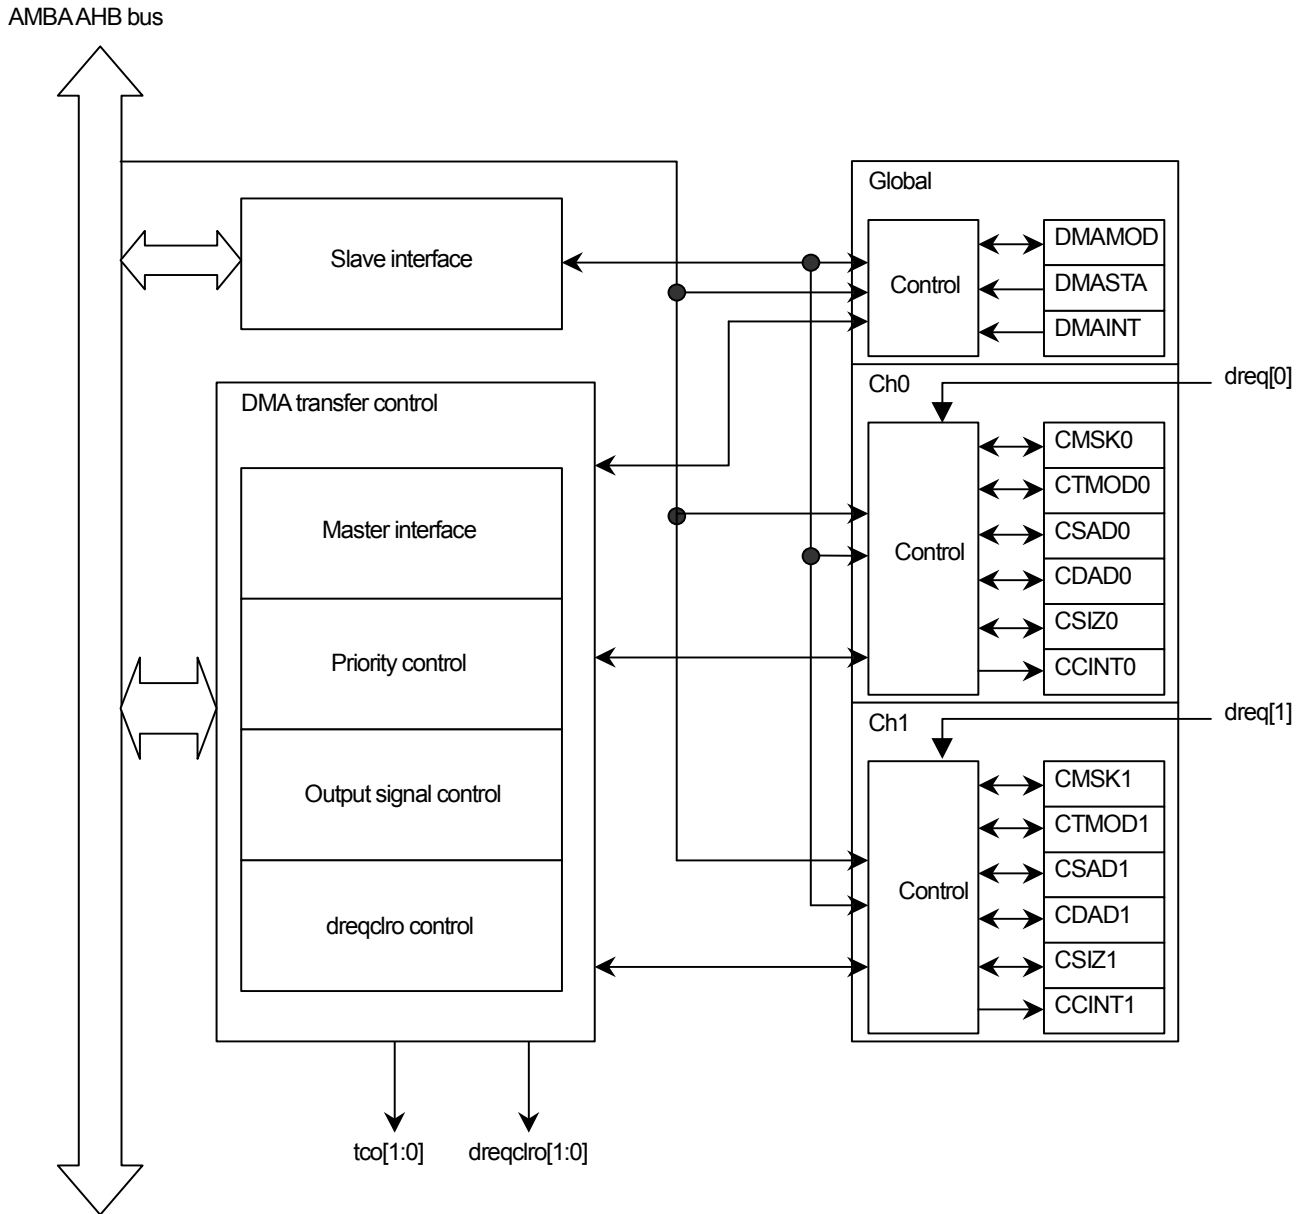 AMBA AHB bus
Global
Slave interface
Control
DMAMOD
DMASTA
DMAINT
DMA transfer control
Ch0
dreq[0]
Master interface
Priority control
Output signal control
dreqclro control
Control
CMSK0
CTMOD0
CSAD0
CDAD0
CSIZ0
CCINT0
Ch1
dreq[1]
Control
CMSK1
CTMOD1
CSAD1
CDAD1
CSIZ1
CCINT1
tco[1:0]
dreqclro[1:0]